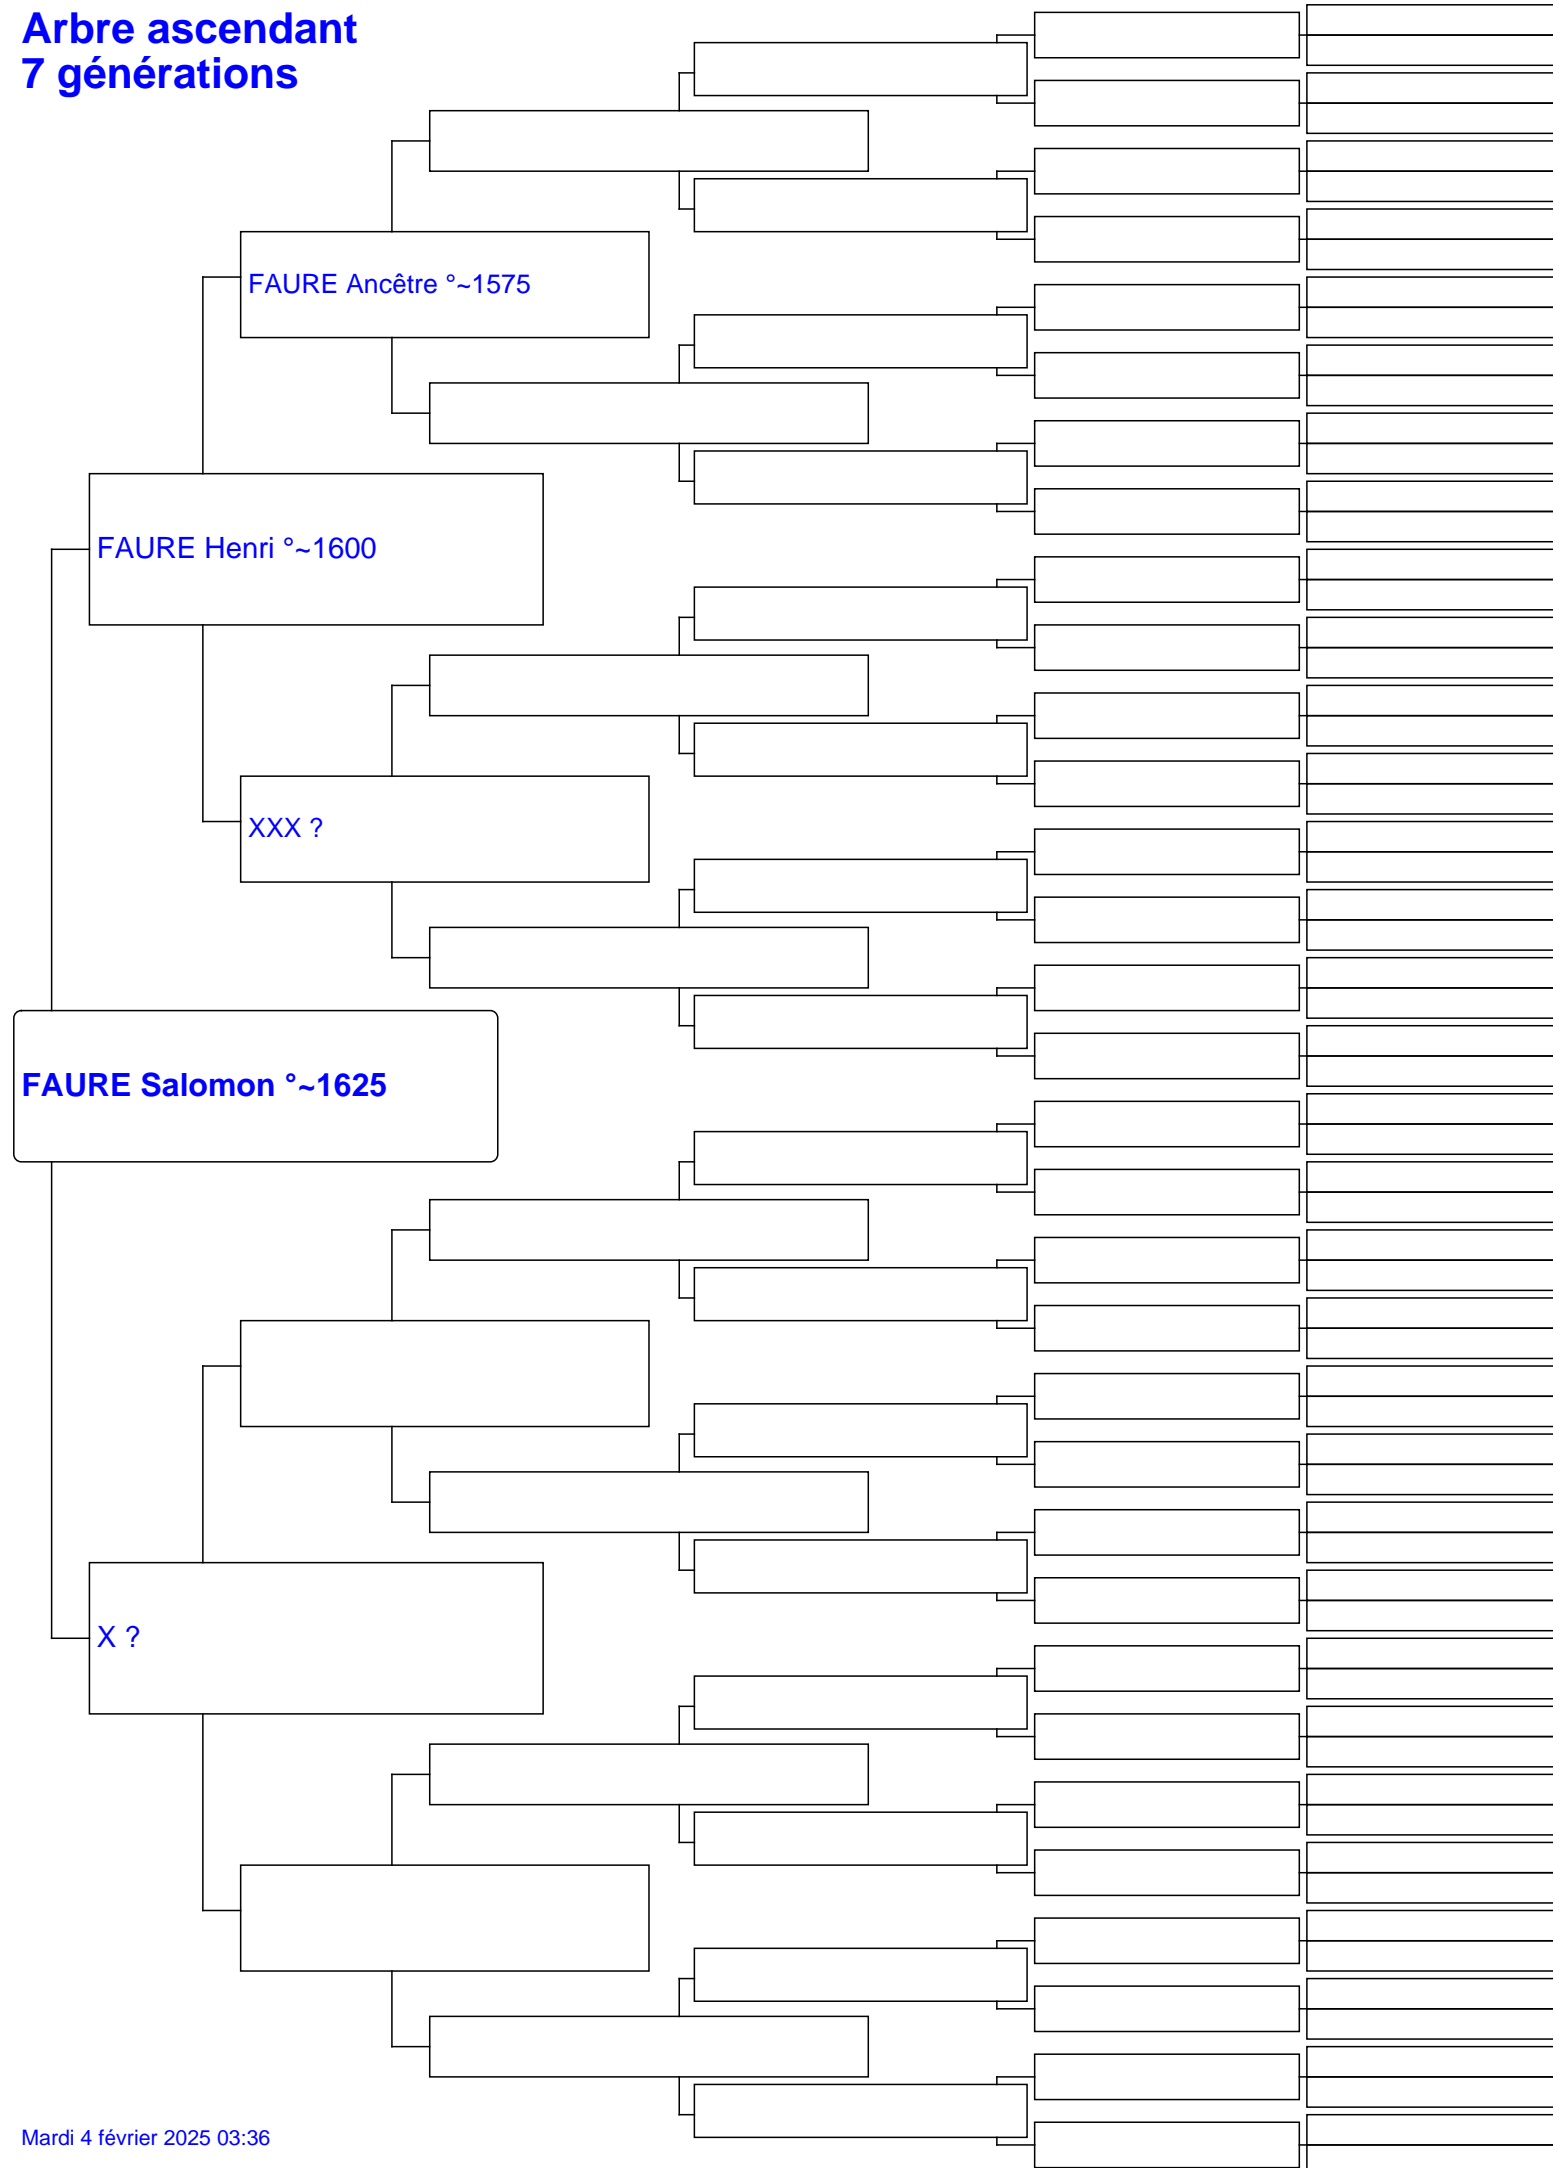 Arbre ascendant
7 générations
FAURE Ancêtre °~1575
FAURE Henri °~1600
XXX ?
FAURE Salomon °~1625
X ?
Mardi 4 février 2025 03:36